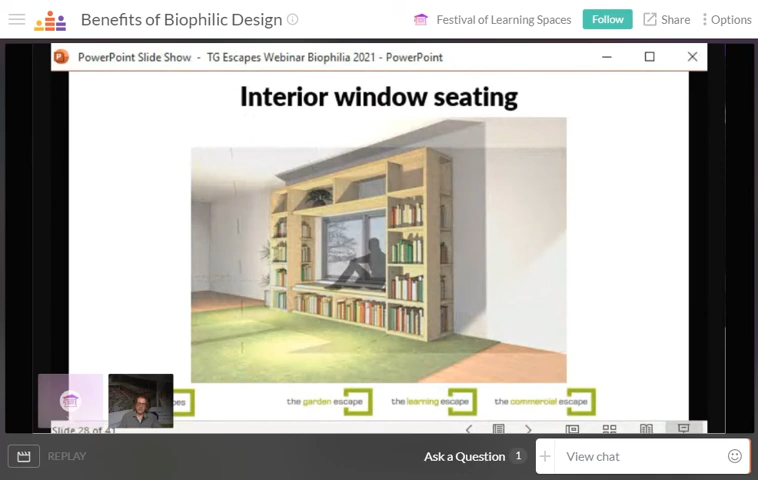 Benefits of Biophilic Design
Festival of Learning Spaces
Follow
Share
Options
PowerPoint Slide Show - TG Escapes Webinar Biophilia 2021 - PowerPoint
Interior window seating
the garden escape
the learning escape
the commercial escape
Slide 28 of 41
REPLAY
Ask a Question 1
View chat